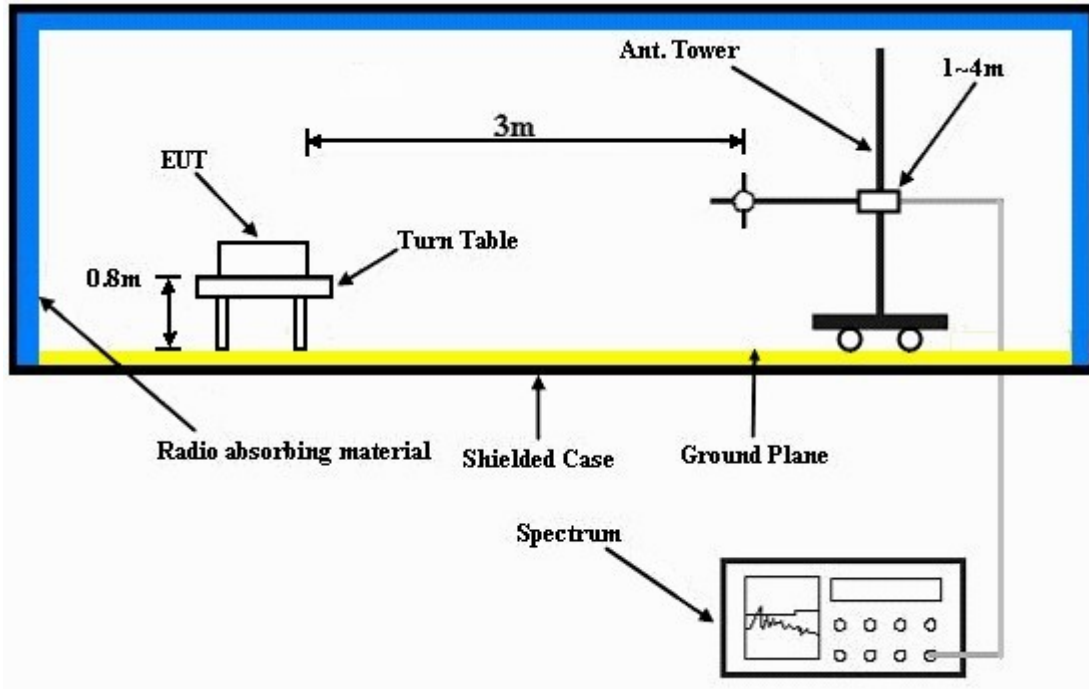 Ant. Tower
1~4m
3m
EUT
Turn Table
0.8m
Radio absorbing material
Shielded Case
Ground Plane
Spectrum